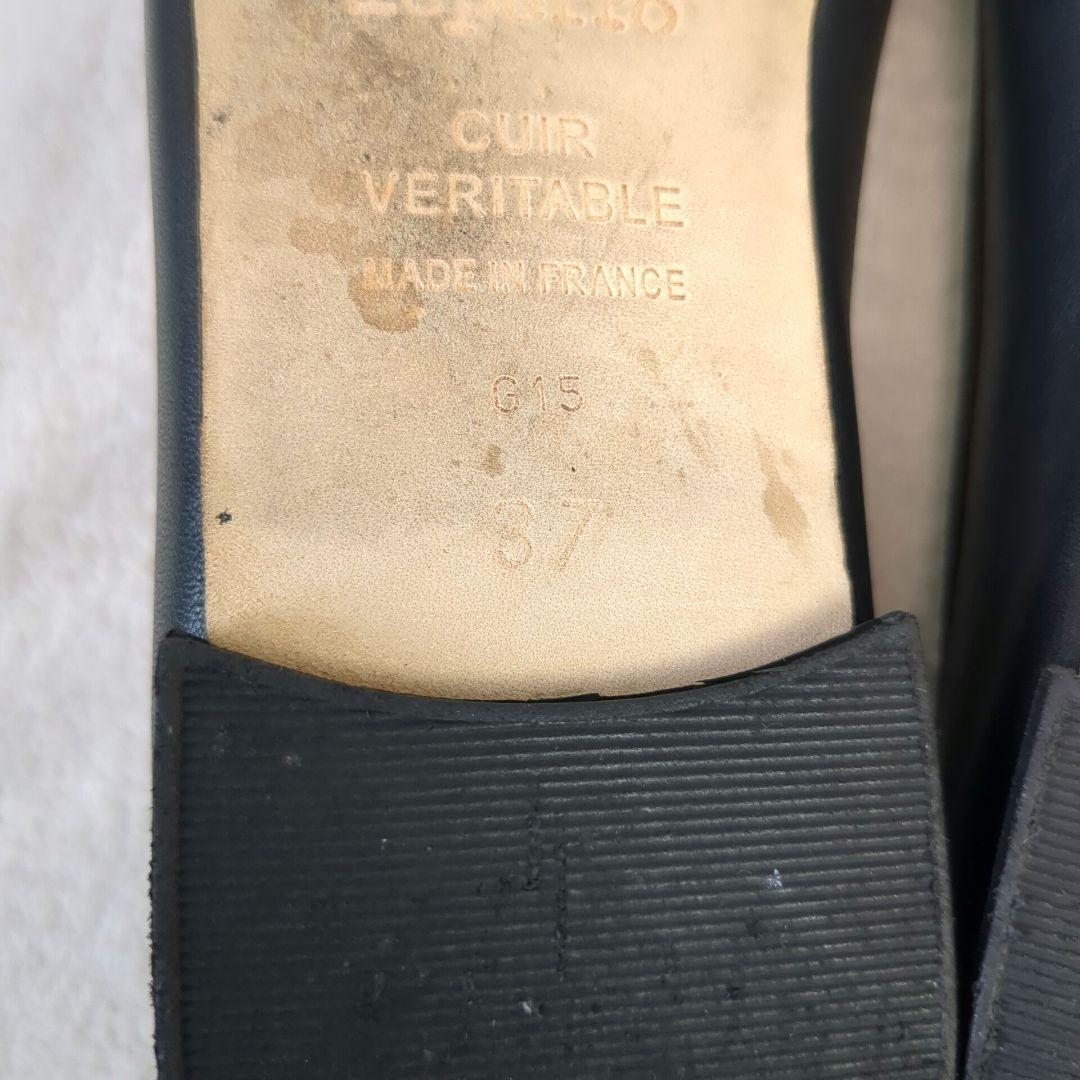 CUIR
VERITABLE
MADE IN FRANCE
G15
37